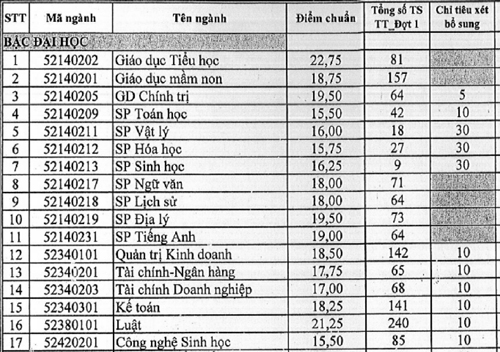 STT Mã ngành Tên ngành Điểm chuẩn Tổng số TS TT_Đợt 1 Chỉ tiêu xét bổ sung
BẬC ĐẠI HỌC
1 52140202 Giáo dục Tiểu học 22,75 81
2 52140201 Giáo dục mầm non 18,75 157
3 52140205 GD Chính trị 19,50 64 5
4 52140209 SP Toán học 15,50 42 10
5 52140211 SP Vật lý 16,00 18 30
6 52140212 SP Hóa học 15,75 27 30
7 52140213 SP Sinh học 16,25 9 30
8 52140217 SP Ngữ văn 18,00 71
9 52140218 SP Lịch sử 18,00 64
10 52140219 SP Địa lý 19,50 73
11 52140231 SP Tiếng Anh 19,00 64
12 52340101 Quản trị Kinh doanh 18,50 142 10
13 52340201 Tài chính-Ngân hàng 17,75 65 10
14 52340203 Tài chính Doanh nghiệp 17,00 68 10
15 52340301 Kế toán 18,25 141 10
16 52380101 Luật 21,25 240 10
17 52420201 Công nghệ Sinh học 15,50 85 10